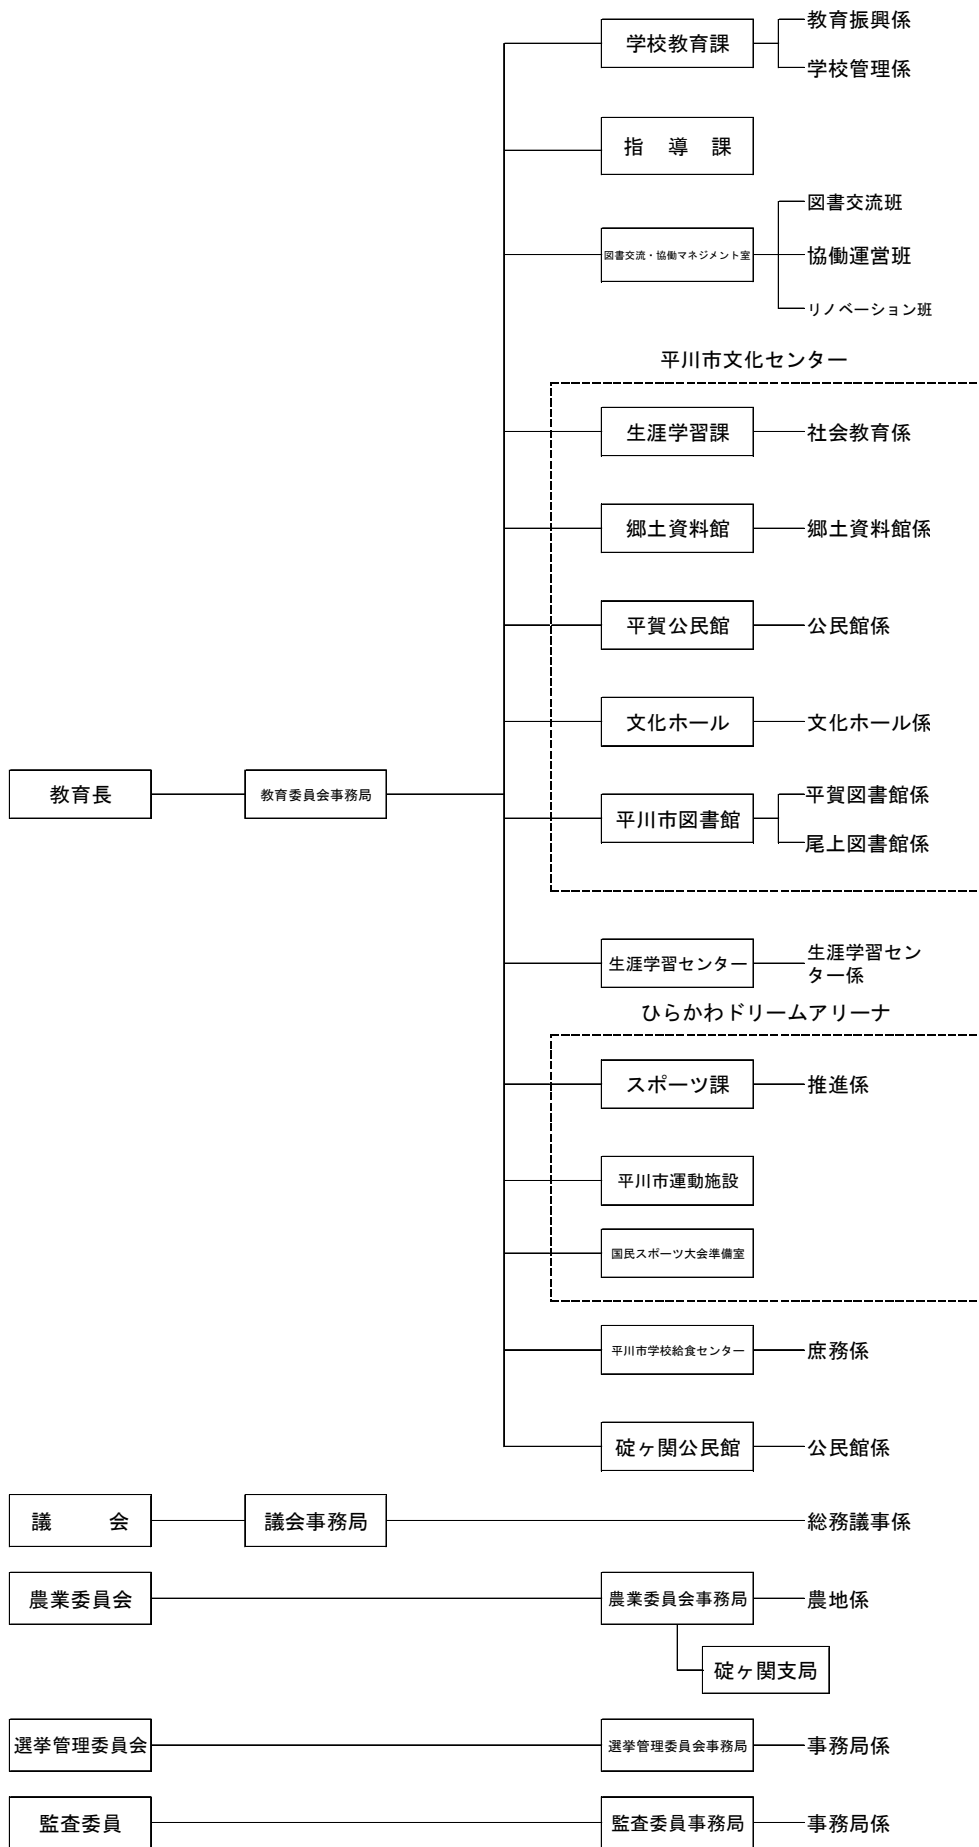 教育振興係
学校教育課
学校管理係
指　導　課
図書交流班
図書交流・協働マネジメント室
協働運営班
リノベーション班
平川市文化センター
生涯学習課
社会教育係
郷土資料館
郷土資料館係
平賀公民館
公民館係
文化ホール
文化ホール係
教育長
教育委員会事務局
平川市図書館
平賀図書館係
尾上図書館係
生涯学習センター
生涯学習セン
ター係
ひらかわドリームアリーナ
スポーツ課
推進係
平川市運動施設
国民スポーツ大会準備室
平川市学校給食センター
庶務係
碇ヶ関公民館
公民館係
議　　会
議会事務局
総務議事係
農業委員会
農業委員会事務局
農地係
碇ヶ関支局
選挙管理委員会
選挙管理委員会事務局
事務局係
監査委員
監査委員事務局
事務局係